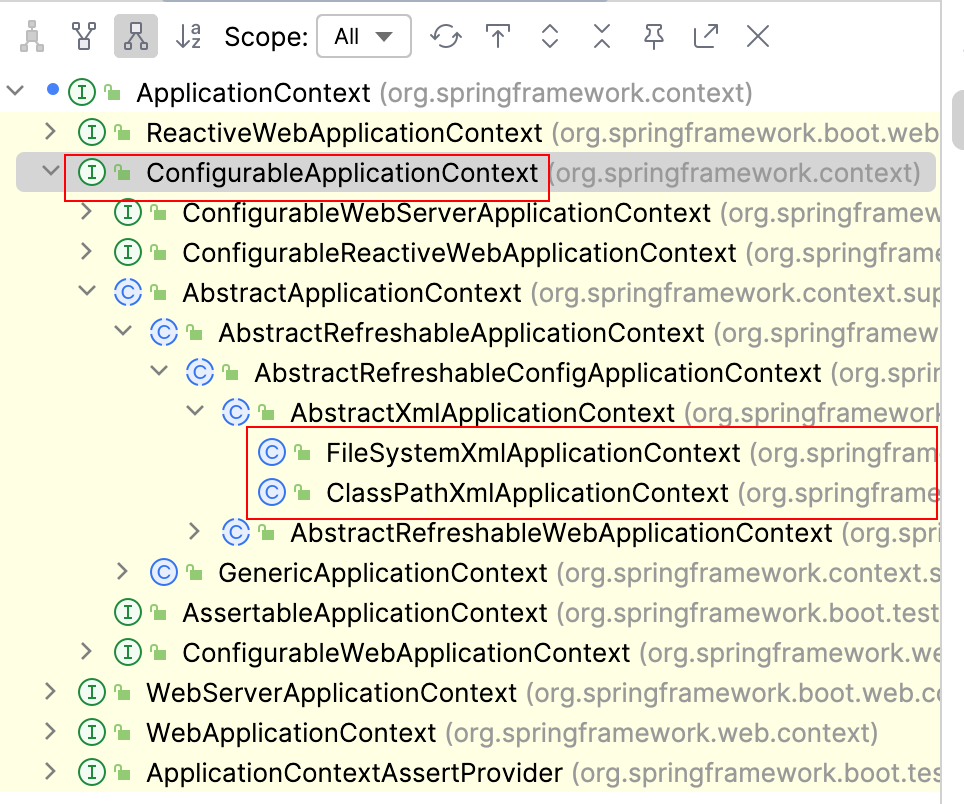 Scope: All
ApplicationContext (org.springframework.context)
ReactiveWebApplicationContext (org.springframework.boot.web
ConfigurableApplicationContext (org.springframework.context)
ConfigurableWebServerApplicationContext (org.springframew
ConfigurableReactiveWebApplicationContext (org.springframe
AbstractApplicationContext (org.springframework.context.sup
AbstractRefreshableApplicationContext (org.springframew
AbstractRefreshableConfigApplicationContext (org.sprin
AbstractXmlApplicationContext (org.springframework
FileSystemXmlApplicationContext (org.springfram
ClassPathXmlApplicationContext (org.springframe
AbstractRefreshableWebApplicationContext (org.spri
GenericApplicationContext (org.springframework.context.s
AssertableApplicationContext (org.springframework.boot.test
ConfigurableWebApplicationContext (org.springframework.we
WebServerApplicationContext (org.springframework.boot.web.co
WebApplicationContext (org.springframework.web.context)
ApplicationContextAssertProvider (org.springframework.boot.tes